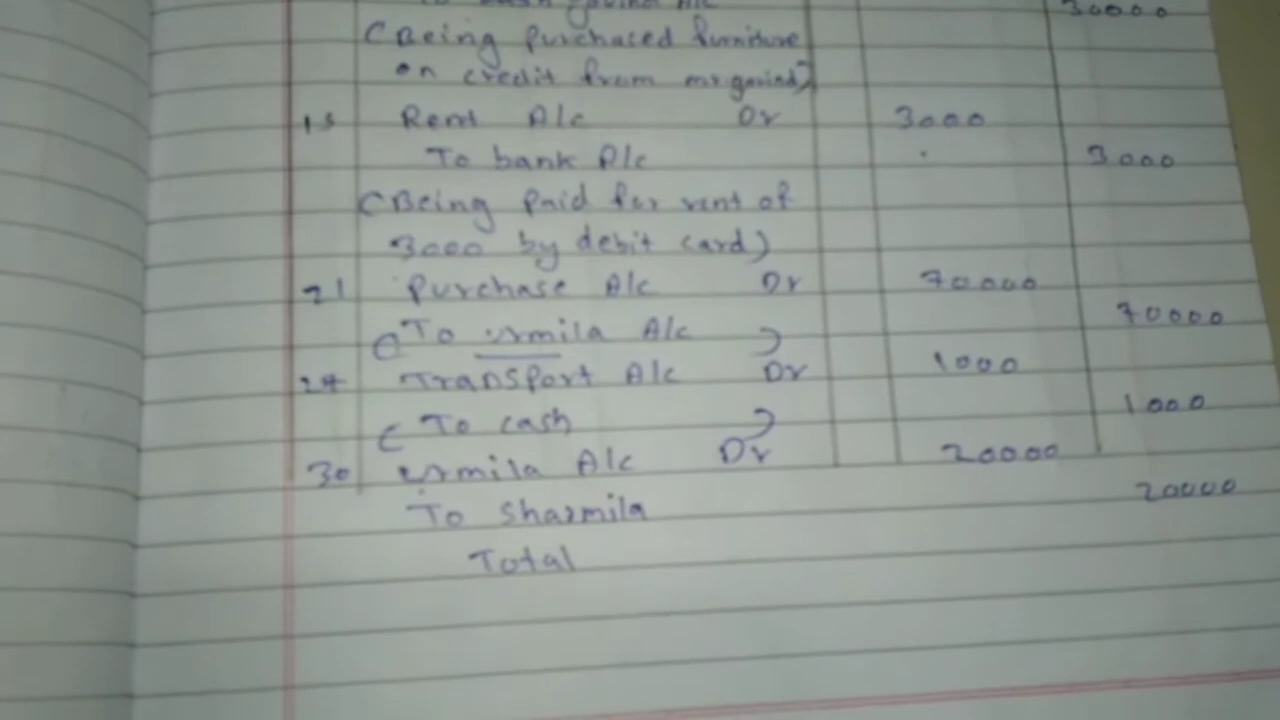 30000
(Being Purchased furniture
on credit from mr govind)
15 Rent A/c Dr 3000
To bank A/c 3000
(Being Paid for rent of
3000 by debit card)
21 Purchase A/c Dr 70000
(To urmila A/c ) 70000
Transport A/c Dr 1000
(To cash ) 1000
30 urmila A/c Dr 20000
To Sharmila 20000
Total